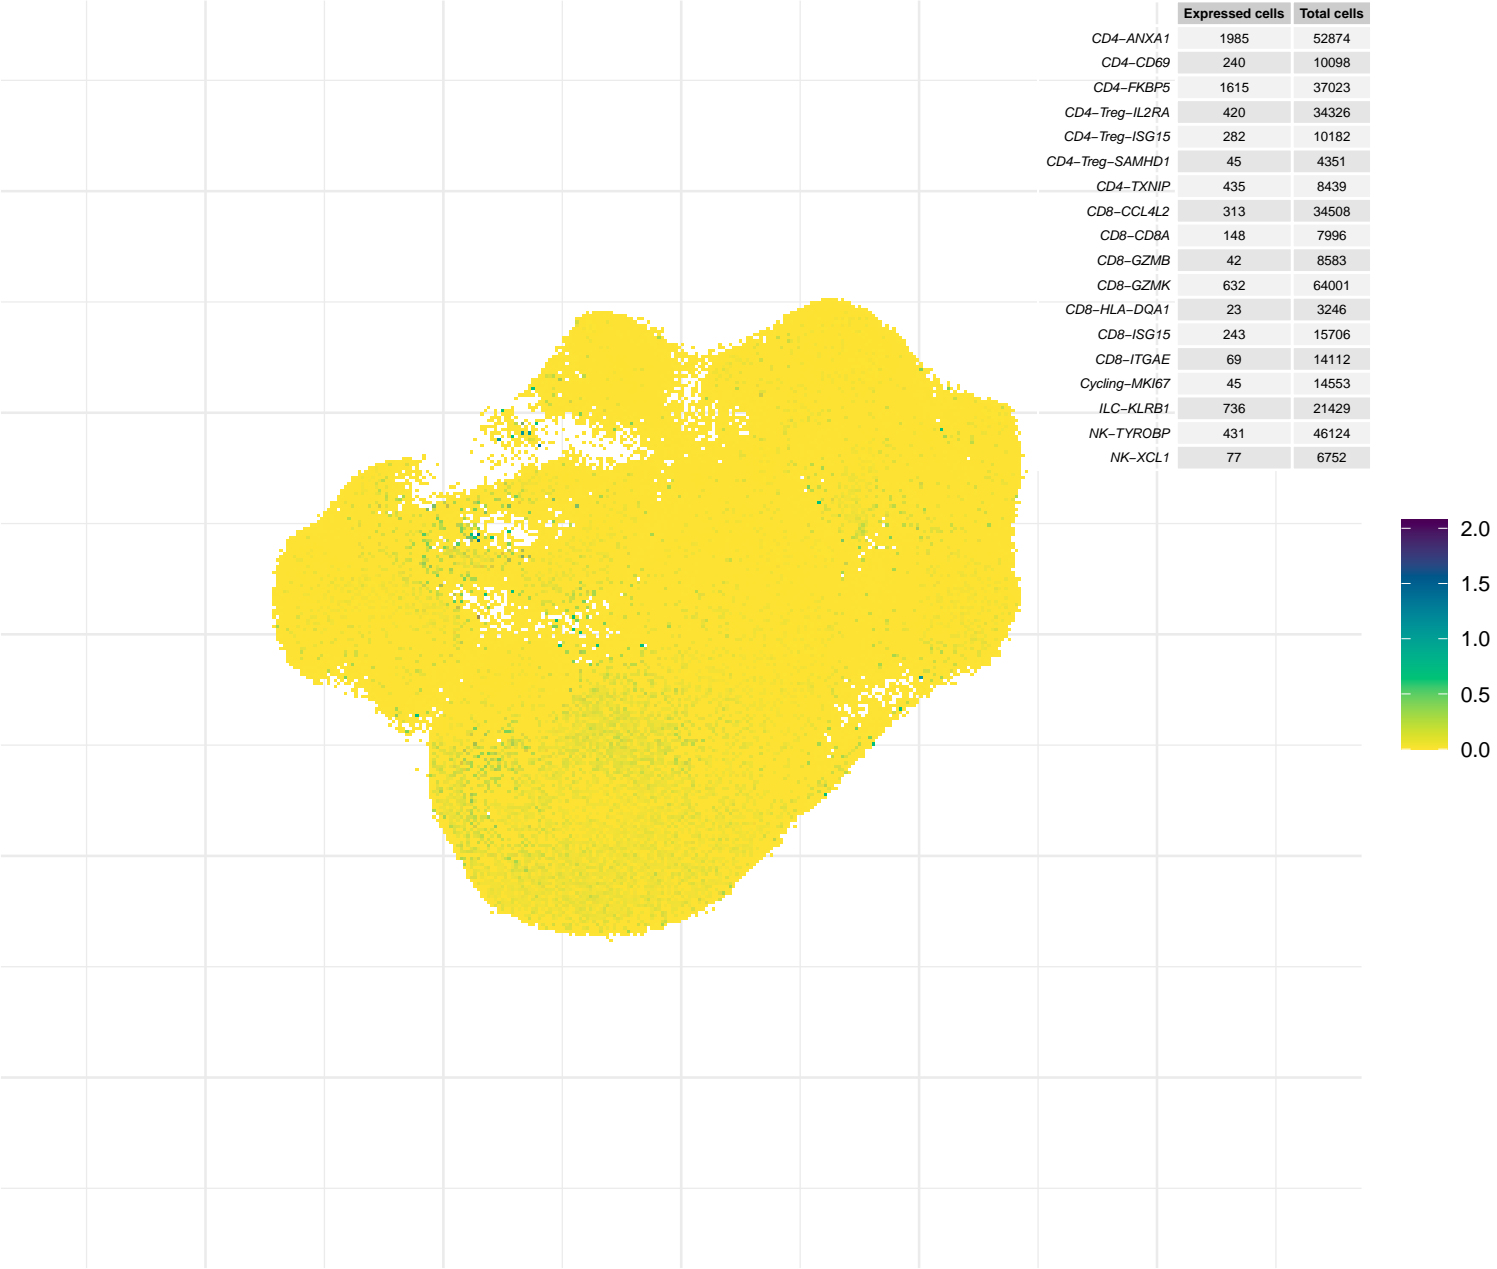 Expressed cells Total cells
CD4−ANXA1 1985 52874
CD4−CD69 240 10098
CD4−FKBP5 1615 37023
CD4−Treg−IL2RA 420 34326
CD4−Treg−ISG15 282 10182
CD4−Treg−SAMHD1 45 4351
CD4−TXNIP 435 8439
CD8−CCL4L2 313 34508
CD8−CD8A 148 7996
CD8−GZMB 42 8583
CD8−GZMK 632 64001
CD8−HLA−DQA1 23 3246
CD8−ISG15 243 15706
CD8−ITGAE 69 14112
Cycling−MKI67 45 14553
ILC−KLRB1 736 21429
NK−TYROBP 431 46124
NK−XCL1 77 6752
2.0
1.5
1.0
0.5
0.0